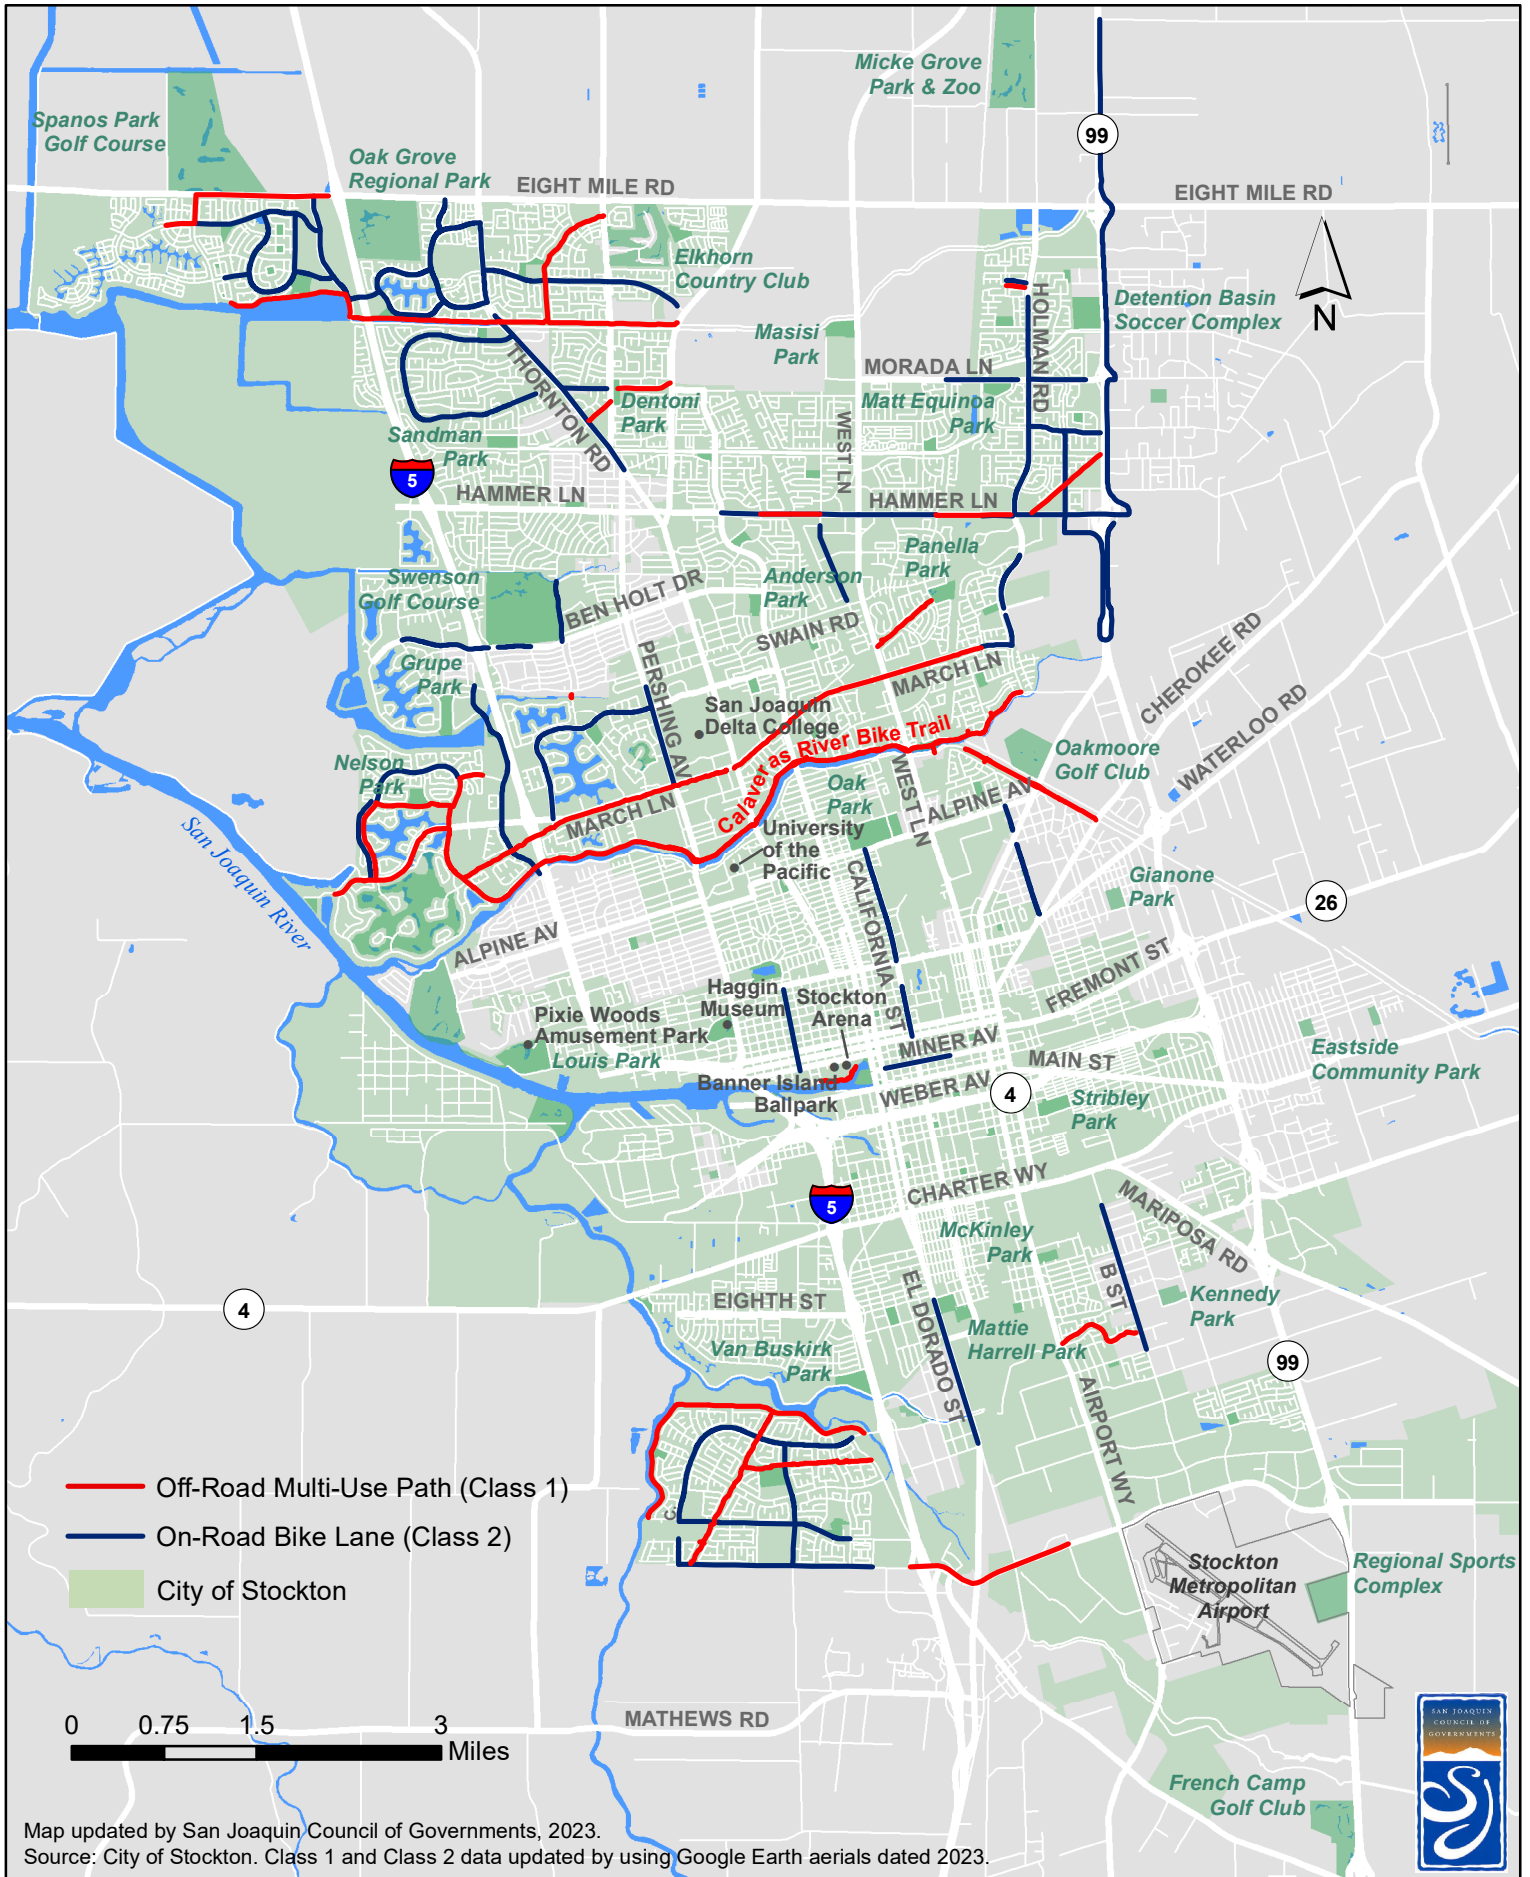 Micke Grove
Park & Zoo
99
Spanos Park
Golf Course
Oak Grove
Regional Park
EIGHT MILE RD
EIGHT MILE RD
Elkhorn
Country Club
HOLMAN RD
Detention Basin
Soccer Complex
N
Masisi
Park
THORNTON RD
MORADA LN
Dentoni
Park
Matt Equinoa
Park
WEST LN
Sandman
Park
5
HAMMER LN
HAMMER LN
Panella
Park
Swenson
Golf Course
BEN HOLT DR
Anderson
Park
SWAIN RD
CHEROKEE RD
Grupe
Park
PERSHING AV
MARCH LN
WATERLOO RD
San Joaquin
Delta College
Calaveras River Bike Trail
Oakmoore
Golf Club
Nelson
Park
Oak
Park
WEST LN
ALPINE AV
MARCH LN
University
of the
Pacific
San Joaquin River
CALIFORNIA ST
Gianone
Park
26
ALPINE AV
FREMONT ST
Haggin
Museum
Stockton
Arena
Pixie Woods
Amusement Park
Louis Park
MINER AV
MAIN ST
Eastside
Community Park
Banner Island
Ballpark
WEBER AV
4
Stribley
Park
CHARTER WY
MARIPOSA RD
5
McKinley
Park
B ST
4
EIGHTH ST
EL DORADO ST
Kennedy
Park
Mattie
Harrell Park
Van Buskirk
Park
99
AIRPORT WY
Off-Road Multi-Use Path (Class 1)
C
On-Road Bike Lane (Class 2)
City of Stockton
Stockton
Metropolitan
Airport
Regional Sports
Complex
MATHEWS RD
0 0.75 1.5 3
Miles
SAN JOAQUIN
COUNCIL OF
GOVERNMENTS
French Camp
Golf Club
Map updated by San Joaquin Council of Governments, 2023.
Source: City of Stockton. Class 1 and Class 2 data updated by using Google Earth aerials dated 2023.